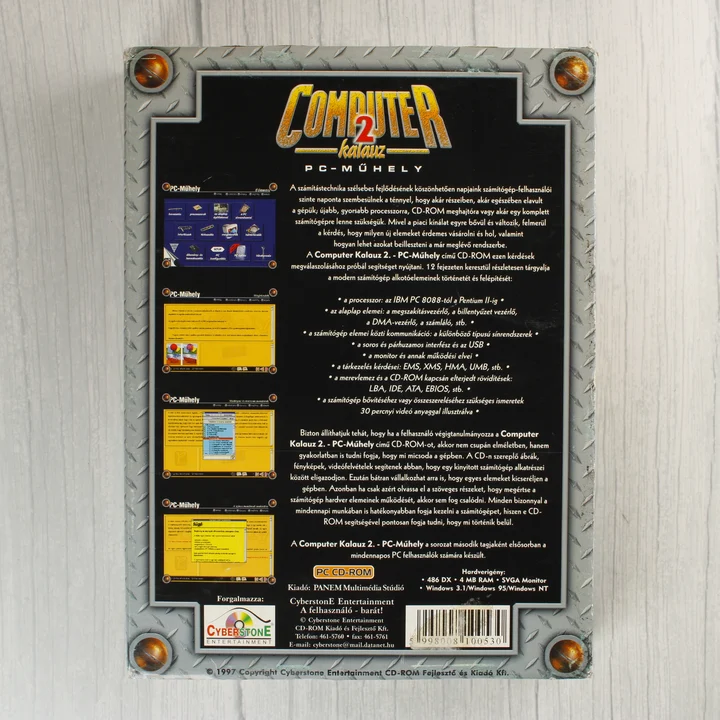 COMPUTER
2
kalauz
PC-MŰHELY
PC-Műhely
A számítástechnika szélsebes fejlődésének köszönhetően napjaink számítógép-felhasználói
szinte naponta szembesülnek a ténnyel, hogy akár részeiben, akár egészében elavult
a gépük; újabb, gyorsabb processzorra, CD-ROM meghajtóra vagy akár egy komplett
számítógépre lenne szükségük. Mivel a piaci kínálat egyre bővül és változik, felmerül
a kérdés, hogy milyen új elemeket érdemes vásárolni és hol, valamint
hogyan lehet azokat beilleszteni a már meglévő rendszerbe.
A Computer Kalauz 2. - PC-Műhely című CD-ROM ezen kérdések
megválaszolásához próbál segítséget nyújtani. 12 fejezeten keresztül részletesen tárgyalja
a modern számítógép alkotóelemeinek történetét és felépítését:
PC-Műhely
• a processzor: az IBM PC 8088-tól a Pentium II-ig •
• az alaplap elemei: a megszakításvezérlő, a billentyűzet vezérlő,
a DMA-vezérlő, a számláló, stb. •
• a számítógép elemei közti kommunikáció: a különböző típusú sínrendszerek •
• soros és párhuzamos interfész és az USB •
• a monitor és annak működési elvei •
• a tárkezelés kérdései: EMS, XMS, HMA, UMB, stb. •
• a merevlemez és a CD-ROM kapcsán elterjedt rövidítések:
LBA, IDE, ATA, EBIOS, stb. •
• a számítógép bővítéséhez vagy összeszereléséhez szükséges ismeretek
30 percnyi video anyaggal illusztrálva •
PC-Műhely
Bizton állíthatjuk tehát, hogy ha a felhasználó végigtanulmányozza a Computer
Kalauz 2. - PC-Műhely című CD-ROM-ot, akkor nem csupán elméletben, hanem
gyakorlatban is tudni fogja, hogy mi micsoda a gépben. A CD-n szereplő ábrák,
fényképek, videófelvételek segítenek abban, hogy egy kinyitott számítógép alkatrészei
között eligazodjon. Ezután bátran vállalkozhat arra is, hogy egyes elemeket kicseréljen a
gépben. Azonban ha csak azért olvassa el a szöveges részeket, hogy megértse a
számítógép hardver elemeinek működését, akkor sem fog csalódni. Minden bizonnyal a
mindennapi munkában is hatékonyabban fogja kezelni a számítógépet, hiszen e CD-
ROM segítségével pontosan fogja tudni, hogy mi történik belül.
PC-Műhely
A Computer Kalauz 2. - PC-Műhely a sorozat második tagjaként elsősorban a
mindennapos PC felhasználók számára készült.
PC CD-ROM
Kiadó: PANEM Multimédia Stúdió
Hardverigény:
• 486 DX • 4 MB RAM • SVGA Monitor
• Windows 3.1/Windows 95/Windows NT
Forgalmazza:
CYBERSTONE
ENTERTAINMENT
CyberstonE Entertainment
A felhasználó - barát!
© Cyberstone Entertainment
CD-ROM Kiadó és Fejlesztő Kft.
Telefon: 461-5760 • fax: 461-5761
E-mail: cyberstone@mail.datanet.hu
5 998008 100530
© 1997 Copyright Cyberstone Entertainment CD-ROM Fejlesztő és Kiadó Kft.